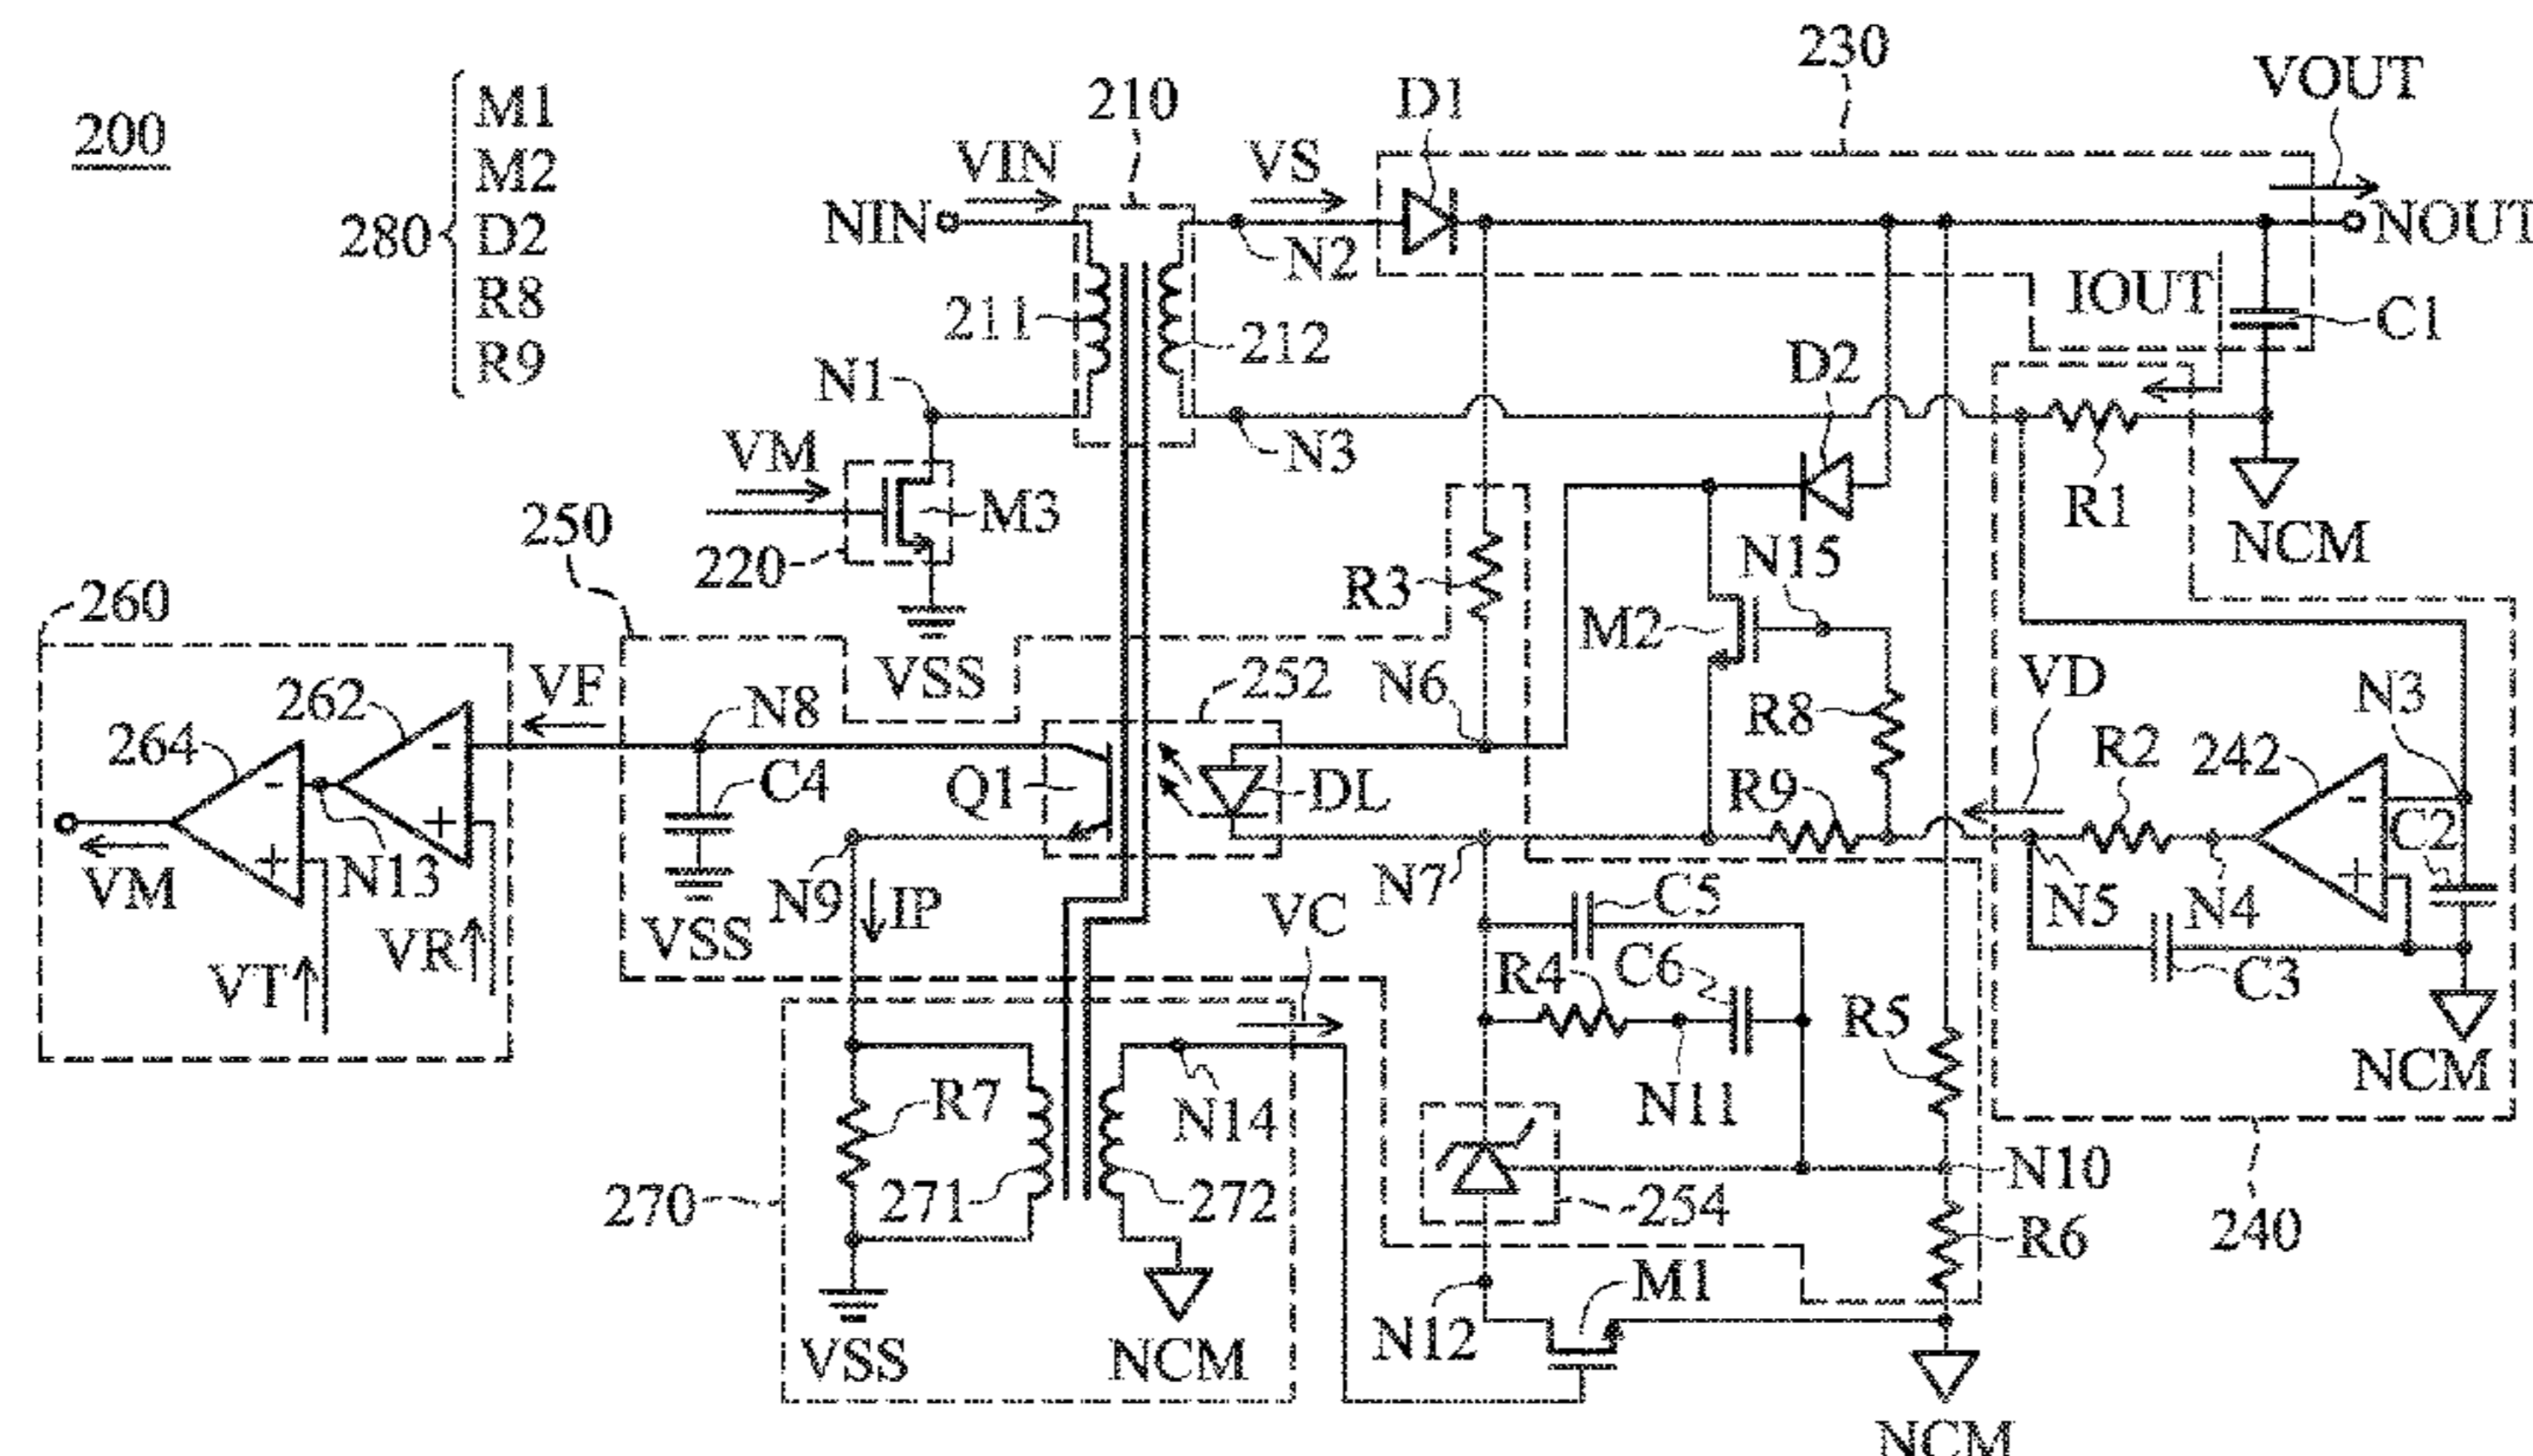 230
VOUT
M1
200
M2
210
D1
VIN
VS
280
D2
NIN
NOUT
R8
N2
IOUT
211
212
C1
R9
N1
D2
N3
VM
M3
R1
NCM
250
220
N15
R3
M2
260
VSS
252
N6
VD
N3
262
VF
N8
R8
R2
242
264
C4
Q1
DL
R9
C2
N13
VM
N9
IP
N7
N5
N4
VC
C5
VR
VSS
R4
C6
C3
VT
R5
R7
N14
N11
NCM
270
271
272
254
N10
240
R6
M1
N12
VSS
NCM
NCM